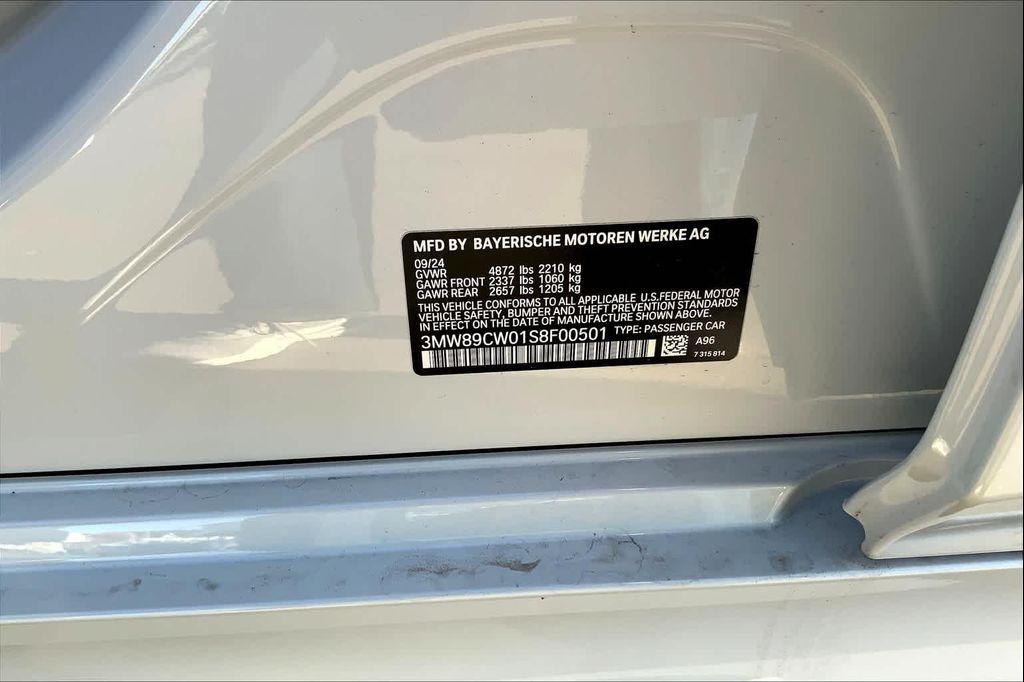 MFD BY BAYERISCHE MOTOREN WERKE AG
09/24
GVWR 4872 lbs 2210 kg
GAWR FRONT 2337 lbs 1060 kg
GAWR REAR 2657 lbs 1205 kg
THIS VEHICLE CONFORMS TO ALL APPLICABLE U.S.FEDERAL MOTOR
VEHICLE SAFETY, BUMPER AND THEFT PREVENTION STANDARDS
IN EFFECT ON THE DATE OF MANUFACTURE SHOWN ABOVE.
3MW89CW01S8F00501 TYPE: PASSENGER CAR
A96
7 315 814